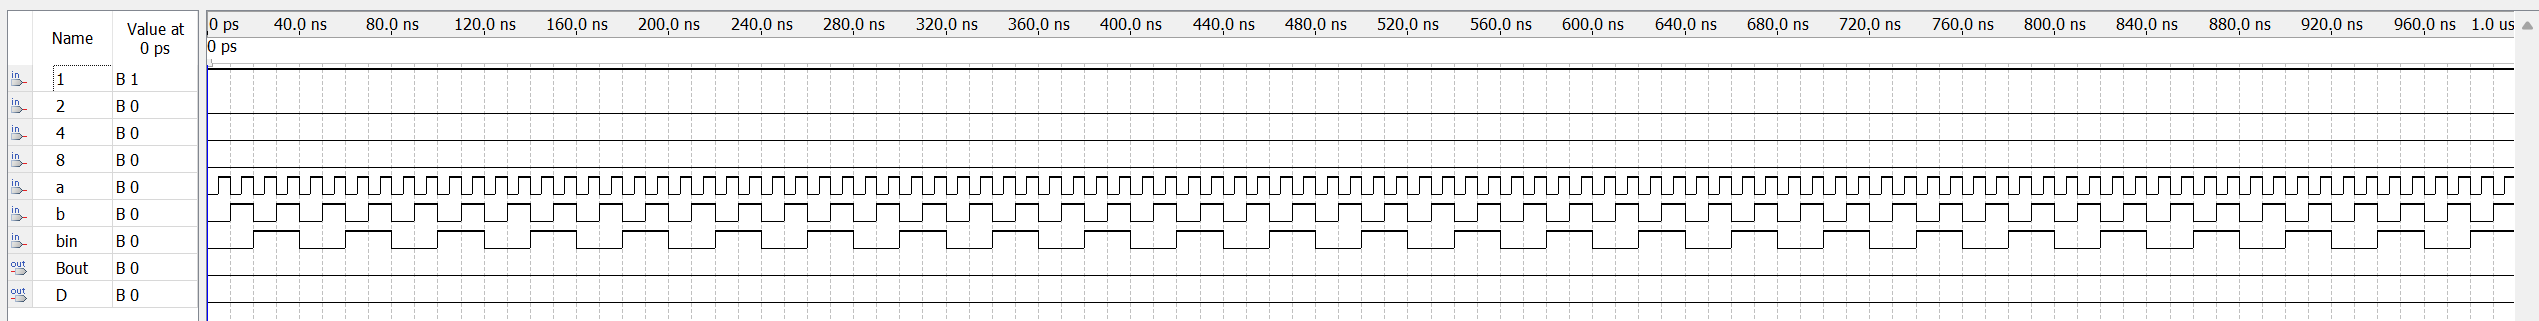 Name Value at 0 ps
0 ps 40.0 ns 80.0 ns 120.0 ns 160.0 ns 200.0 ns 240.0 ns 280.0 ns 320.0 ns 360.0 ns 400.0 ns 440.0 ns 480.0 ns 520.0 ns 560.0 ns 600.0 ns 640.0 ns 680.0 ns 720.0 ns 760.0 ns 800.0 ns 840.0 ns 880.0 ns 920.0 ns 960.0 ns 1.0 us
0 ps
in 1 B 1
in 2 B 0
in 4 B 0
in 8 B 0
in a B 0
in b B 0
in bin B 0
out Bout B 0
out D B 0